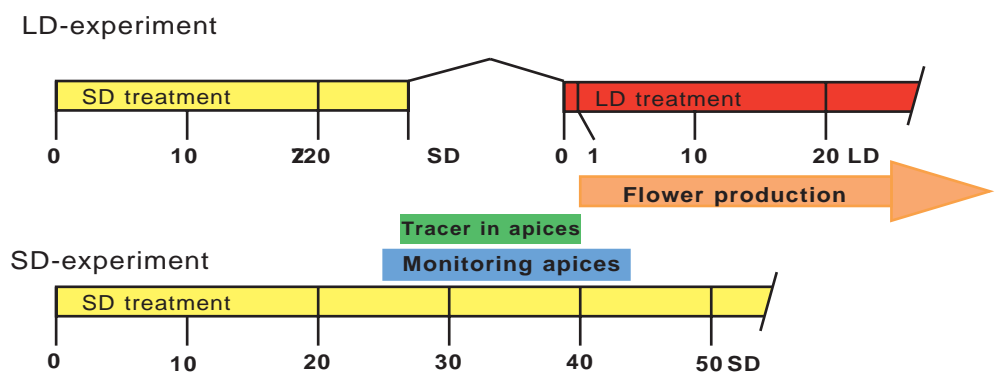 LD-experiment
SD treatment LD treatment
0 10 20 SD 0 1 10 20 LD
Flower production
Tracer in apices
SD-experiment Monitoring apices
SD treatment
0 10 20 30 40 50 SD